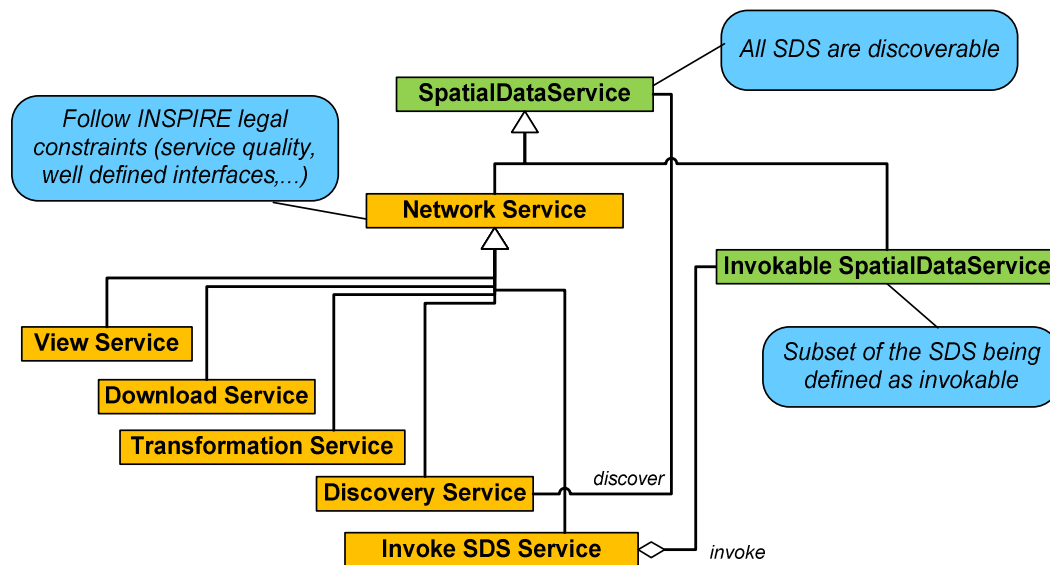 All SDS are discoverable
SpatialDataService
Follow INSPIRE legal
constraints (service quality,
well defined interfaces,...)
Network Service
Invokable SpatialDataService
View Service
Subset of the SDS being
defined as invokable
Download Service
Transformation Service
discover
Discovery Service
Invoke SDS Service
invoke